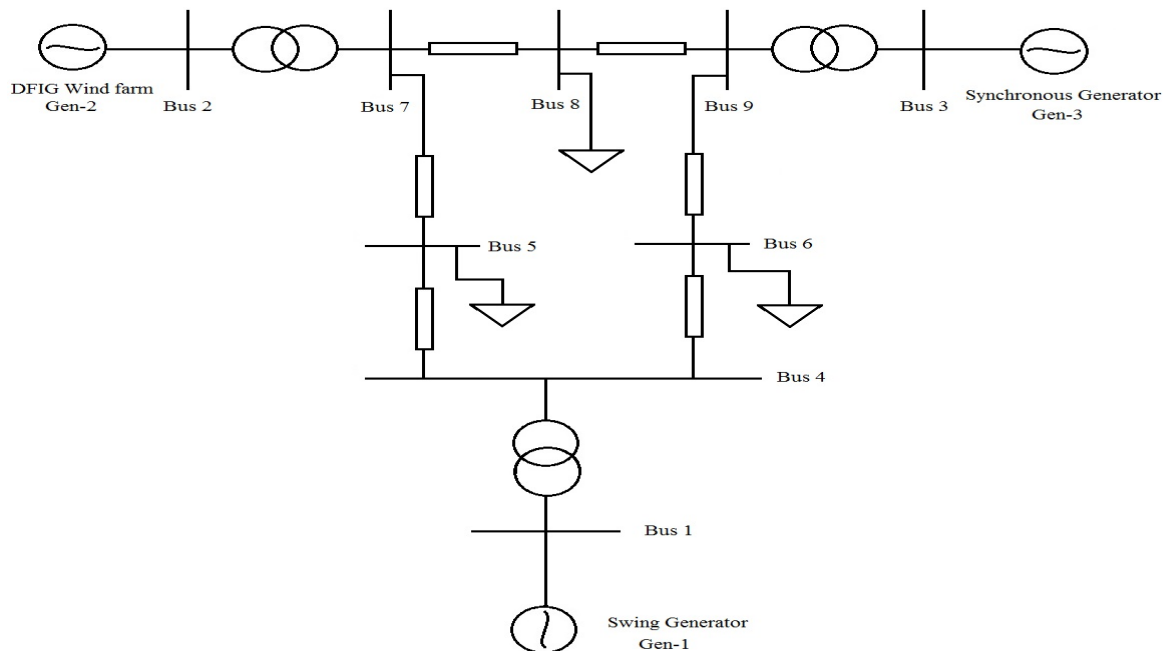 DFIG Wind farm
Gen-2
Bus 2
Bus 7
Bus 8
Bus 9
Bus 3
Synchronous Generator
Gen-3
Bus 5
Bus 6
Bus 4
Bus 1
Swing Generator
Gen-1